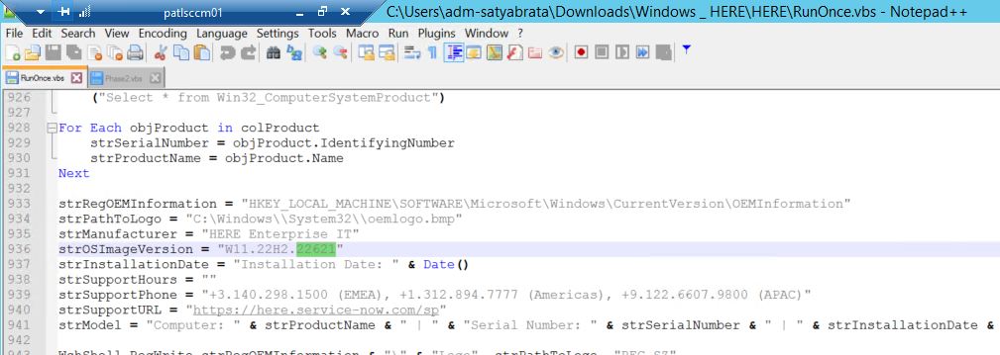 patlsccm01
C:\Users\adm-satyabrata\Downloads\Windows _ HERE\HERE\RunOnce.vbs - Notepad++
File Edit Search View Encoding Language Settings Tools Macro Run Plugins Window ?
RunOnce.vbs Phase2.vbs
926 ("Select * from Win32_ComputerSystemProduct")
927
928 For Each objProduct in colProduct
929 strSerialNumber = objProduct.IdentifyingNumber
930 strProductName = objProduct.Name
931 Next
932
933 strRegOEMInformation = "HKEY_LOCAL_MACHINE\SOFTWARE\Microsoft\Windows\CurrentVersion\OEMInformation"
934 strPathToLogo = "C:\Windows\\System32\\oemlogo.bmp"
935 strManufacturer = "HERE Enterprise IT"
936 strOSImageVersion = "W11.22H2.22621"
937 strInstallationDate = "Installation Date: " & Date()
938 strSupportHours = ""
939 strSupportPhone = "+3.140.298.1500 (EMEA), +1.312.894.7777 (Americas), +9.122.6607.9800 (APAC)"
940 strSupportURL = "https://here.service-now.com/sp"
941 strModel = "Computer: " & strProductName & " | " & "Serial Number: " & strSerialNumber & " | " & strInstallationDate &
942
943 WshShell.RegWrite strRegOEMInformation & "\" & "Logo", strPathToLogo, "REG_SZ"